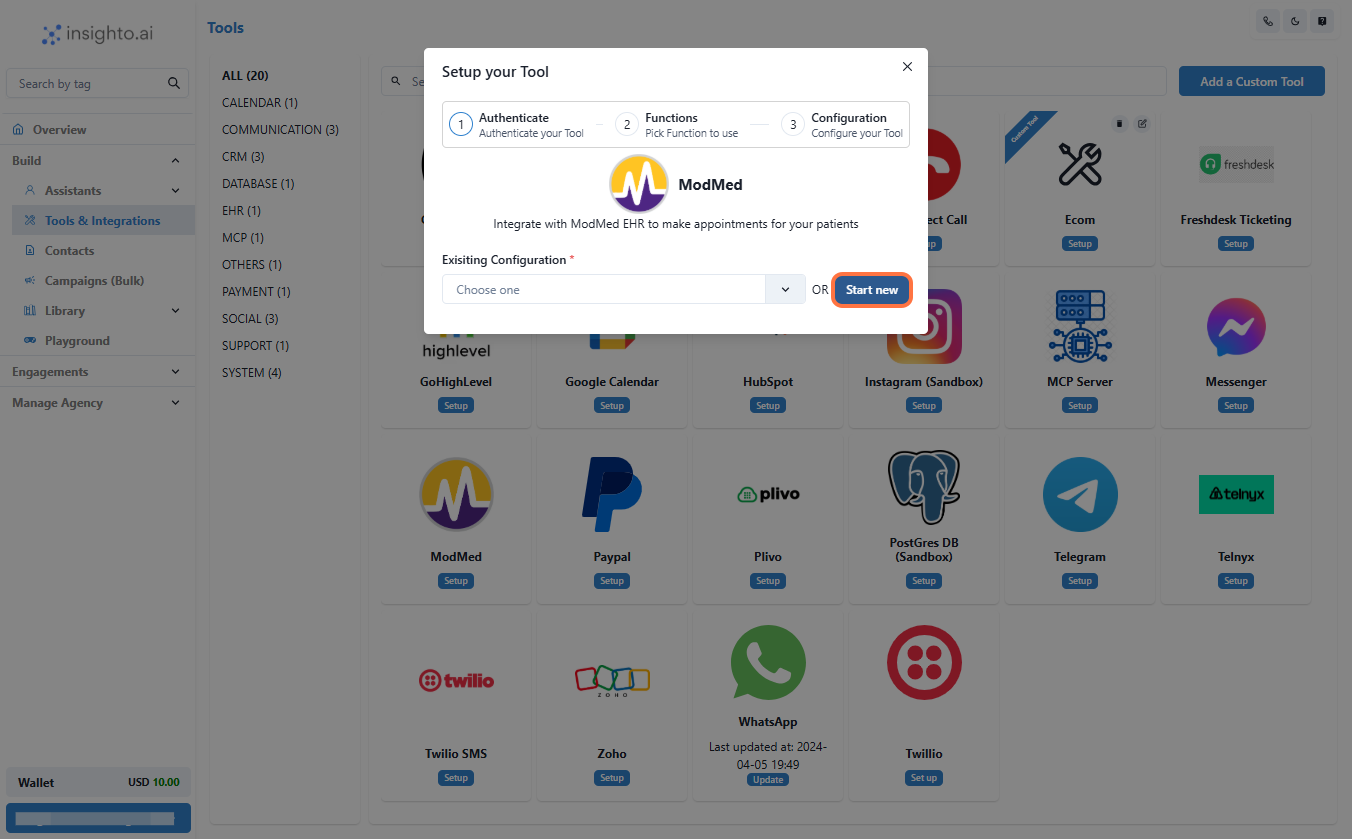 insighto.ai
Search by tag
Overview
Build
Assistants
Tools & Integrations
Contacts
Campaigns (Bulk)
Library
Playground
Engagements
Manage Agency
Wallet USD 10.00
Tools
ALL (20)
CALENDAR (1)
COMMUNICATION (3)
CRM (3)
DATABASE (1)
EHR (1)
MCP (1)
OTHERS (1)
PAYMENT (1)
SOCIAL (3)
SUPPORT (1)
SYSTEM (4)
Add a Custom Tool
Setup your Tool
1 Authenticate
Authenticate your Tool
2 Functions
Pick Function to use
3 Configuration
Configure your Tool
ModMed
Integrate with ModMed EHR to make appointments for your patients
Exisiting Configuration *
Choose one OR Start new
Call
Custom Tool
Ecom
Setup
freshdesk
Freshdesk Ticketing
Setup
highlevel
GoHighLevel
Setup
Google Calendar
Setup
HubSpot
Setup
Instagram (Sandbox)
Setup
MCP Server
Setup
Messenger
Setup
ModMed
Setup
Paypal
Setup
plivo
Plivo
Setup
PostGres DB
(Sandbox)
Setup
Telegram
Setup
telnyx
Telnyx
Setup
twilio
Twilio SMS
Setup
ZOHO
Zoho
Setup
WhatsApp
Last updated at: 2024-
04-05 19:49
Update
Twillio
Set up